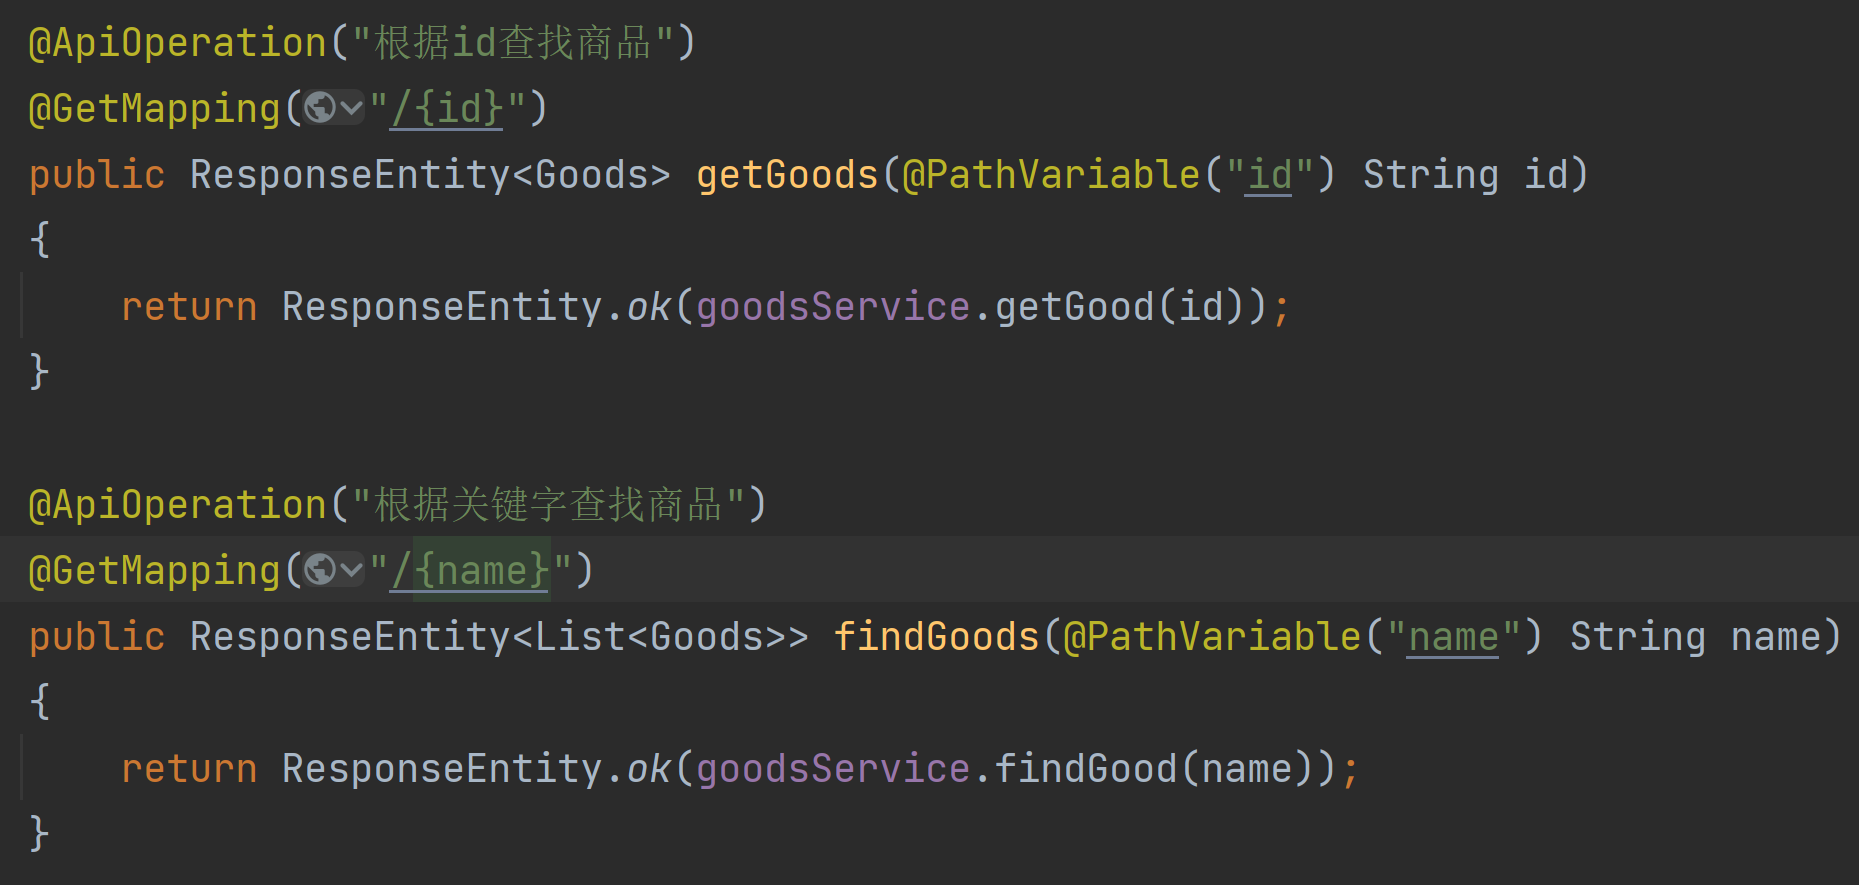 @ApiOperation("根据id查找商品")
@GetMapping("/{id}")
public ResponseEntity<Goods> getGoods(@PathVariable("id") String id)
{
    return ResponseEntity.ok(goodsService.getGood(id));
}
@ApiOperation("根据关键字查找商品")
@GetMapping("/{name}")
public ResponseEntity<List<Goods>> findGoods(@PathVariable("name") String name)
{
    return ResponseEntity.ok(goodsService.findGood(name));
}